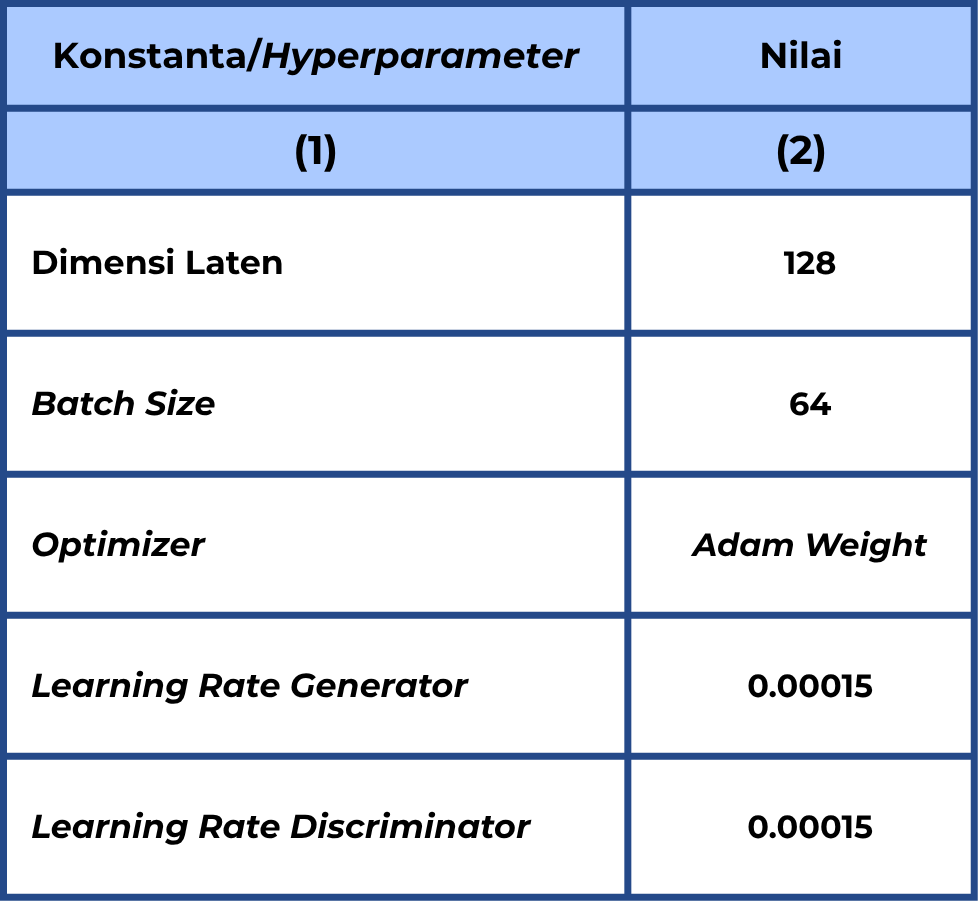 Konstanta/Hyperparameter Nilai
(1) (2)
Dimensi Laten 128
Batch Size 64
Optimizer Adam Weight
Learning Rate Generator 0.00015
Learning Rate Discriminator 0.00015